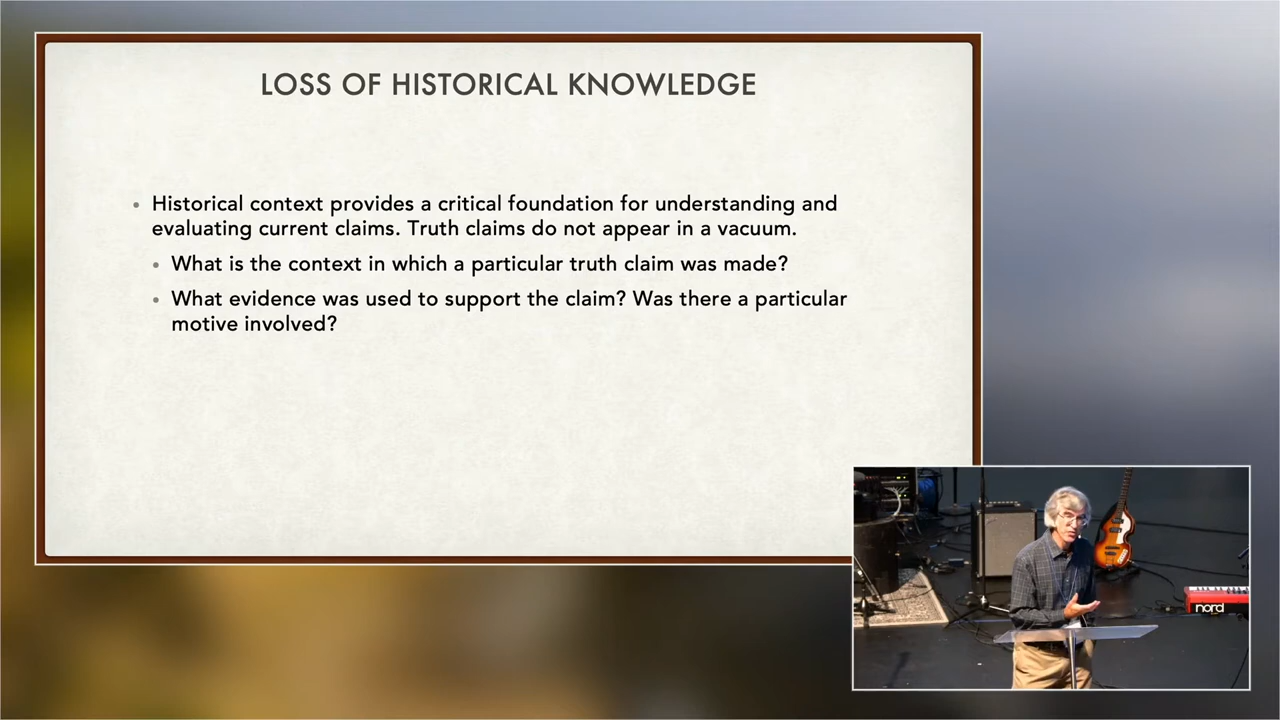 LOSS OF HISTORICAL KNOWLEDGE
Historical context provides a critical foundation for understanding and
evaluating current claims. Truth claims do not appear in a vacuum.
What is the context in which a particular truth claim was made?
What evidence was used to support the claim? Was there a particular
motive involved?
nord